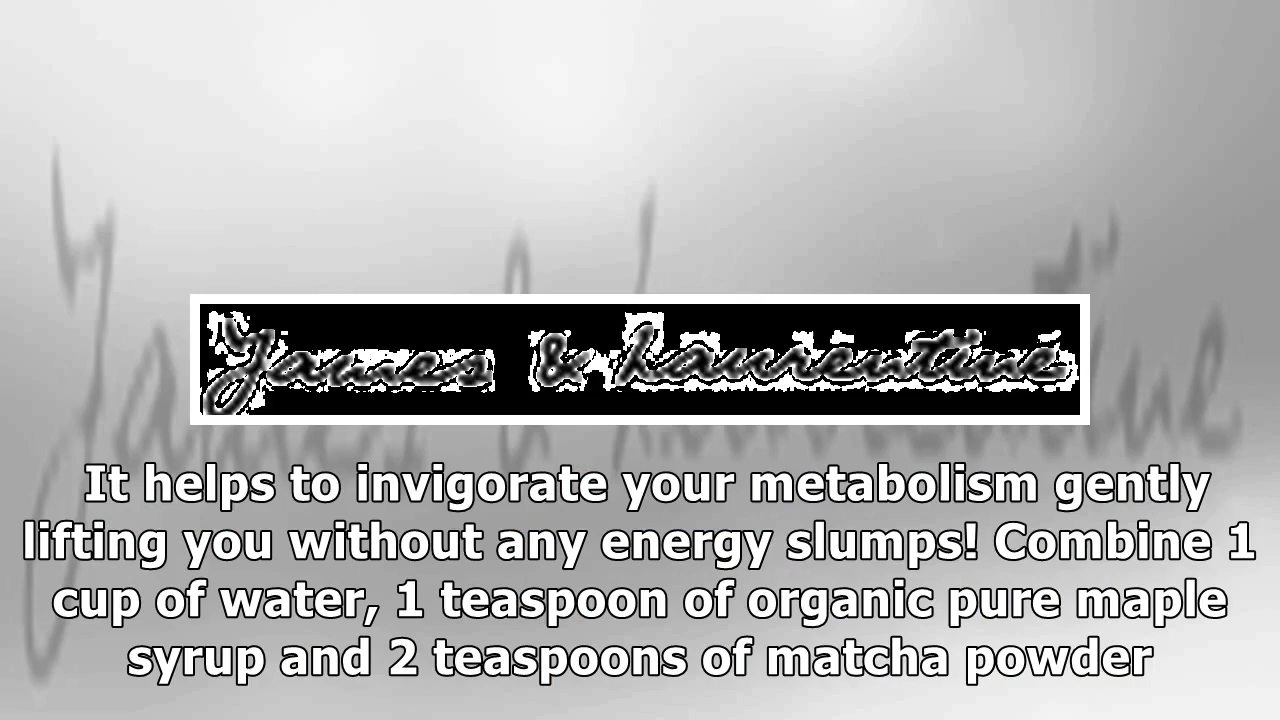 James & Laurentine
It helps to invigorate your metabolism gently
lifting you without any energy slumps! Combine 1
cup of water, 1 teaspoon of organic pure maple
syrup and 2 teaspoons of matcha powder